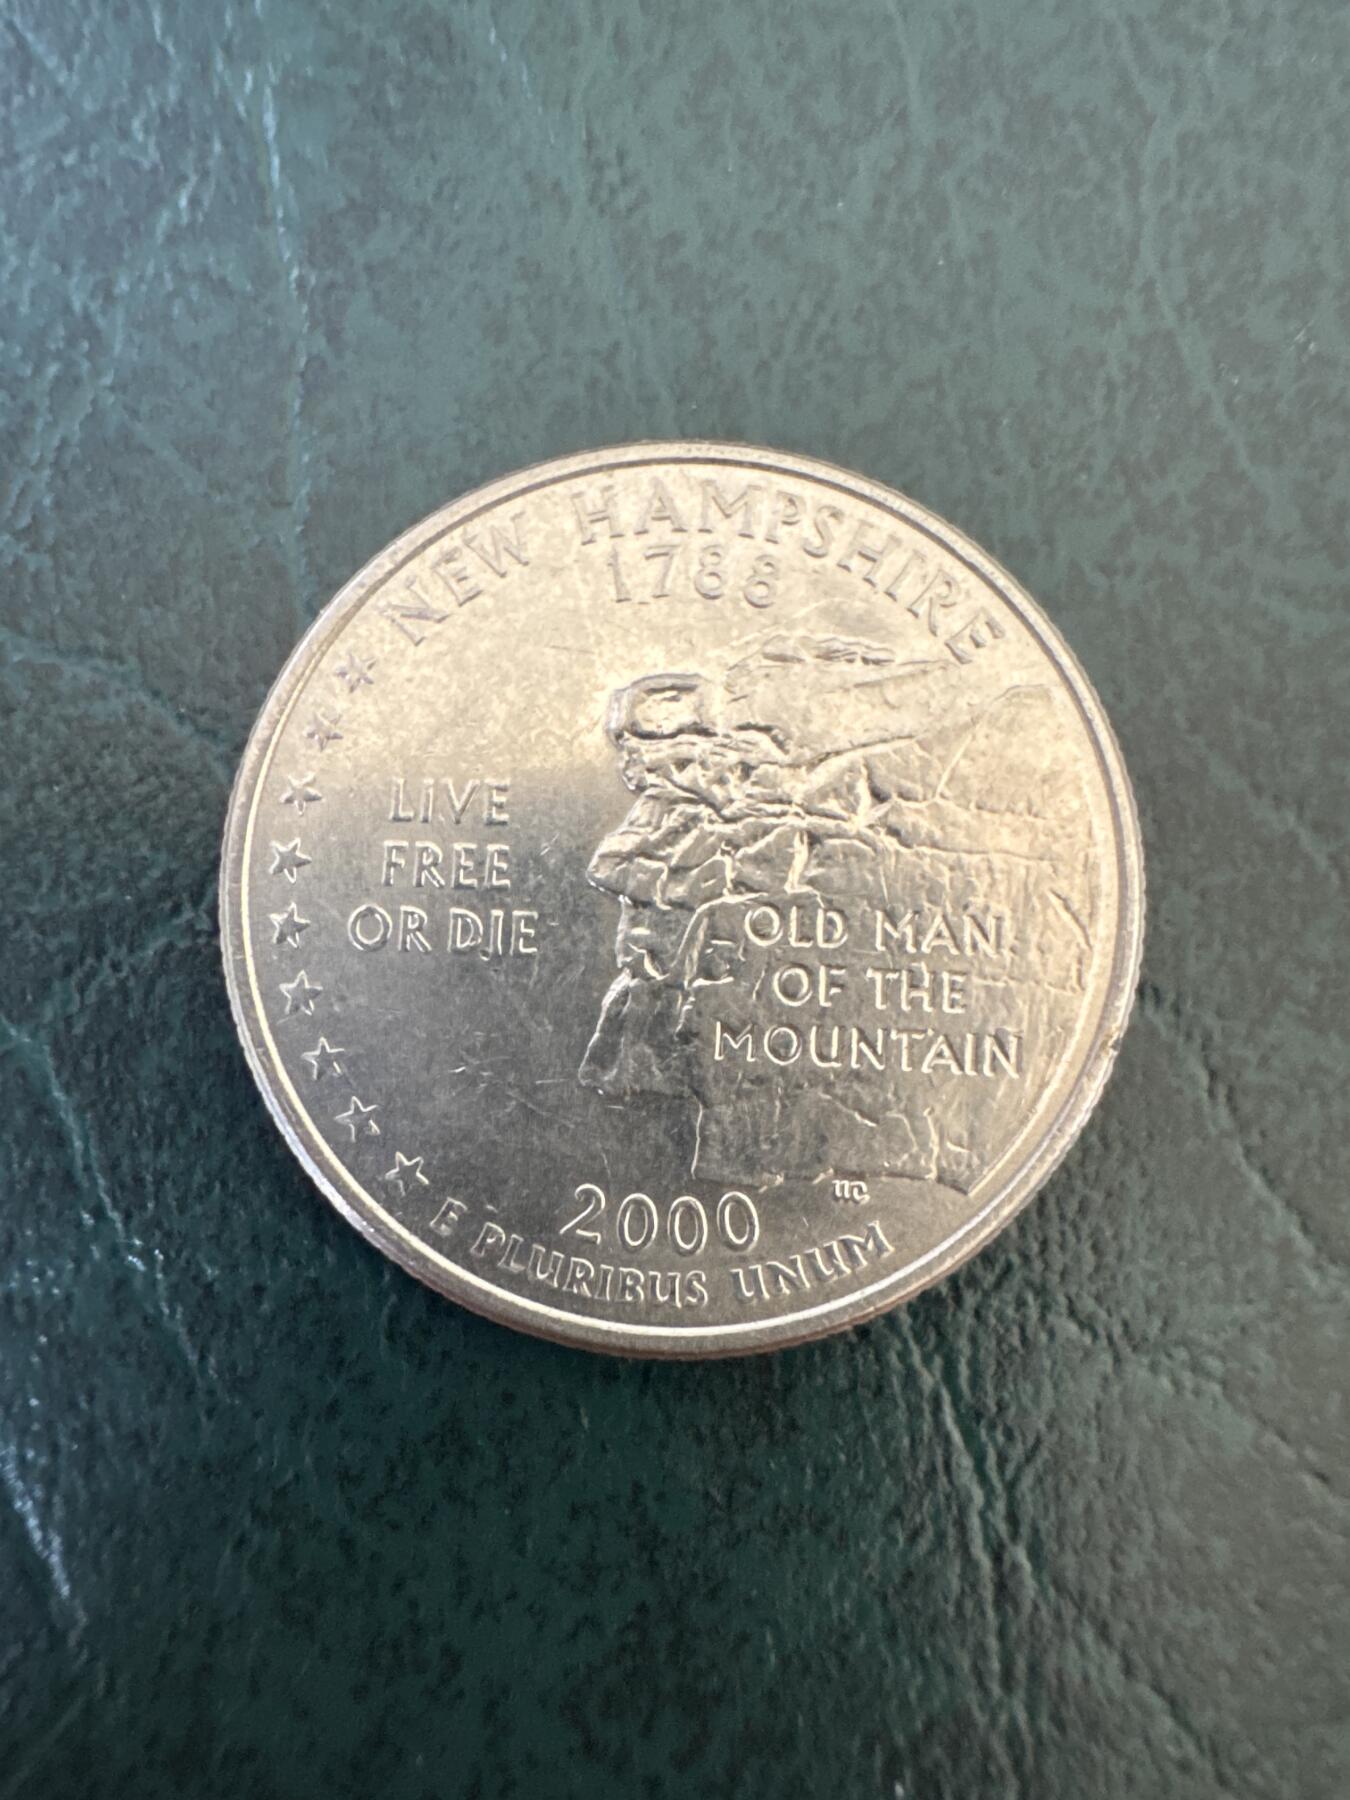 NEW HAMPSHIRE
1788
LIVE
FREE
OR DIE
OLD MAN
OF THE
MOUNTAIN
2000
E PLURIBUS UNUM